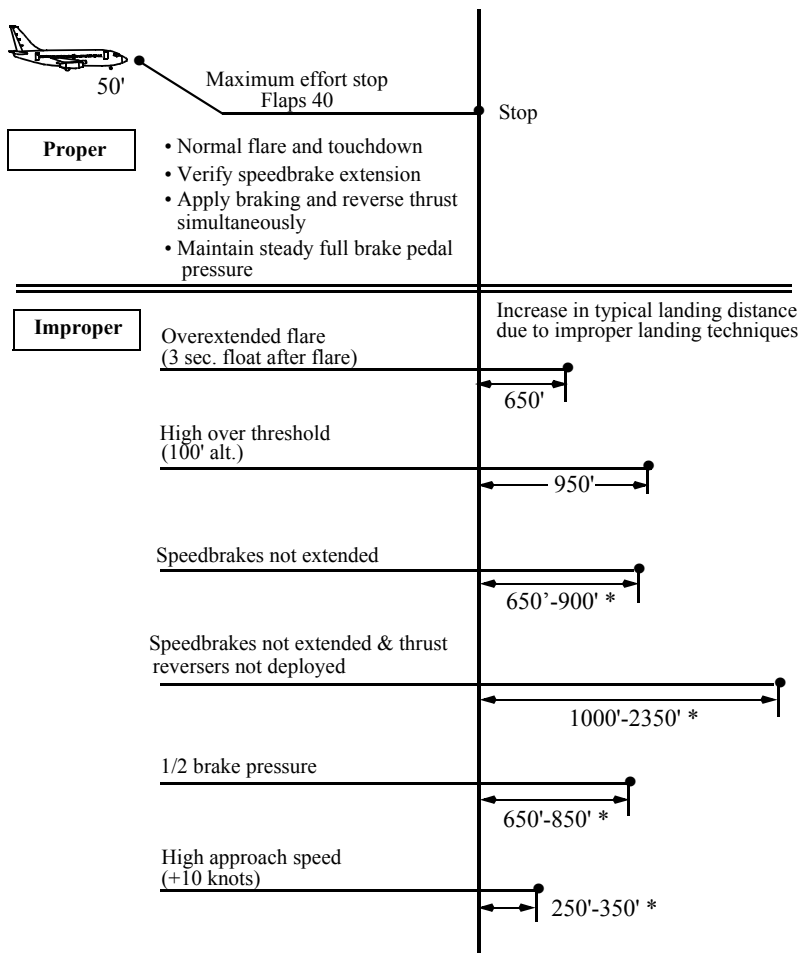 50'
Maximum effort stop
Flaps 40
Stop
Proper
• Normal flare and touchdown
• Verify speedbrake extension
• Apply braking and reverse thrust
simultaneously
• Maintain steady full brake pedal
pressure
Improper
Increase in typical landing distance
due to improper landing techniques
Overextended flare
(3 sec. float after flare)
650'
High over threshold
(100' alt.)
950'
Speedbrakes not extended
650’-900' *
Speedbrakes not extended & thrust
reversers not deployed
1000'-2350' *
1/2 brake pressure
650'-850' *
High approach speed
(+10 knots)
250'-350' *